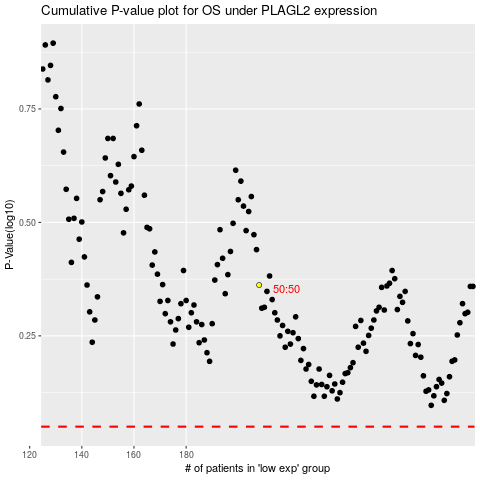 Cumulative P-value plot for OS under PLAGL2 expression
P-Value(log10)
0.75
0.50
0.25
50:50
120 140 160 180
# of patients in 'low exp' group